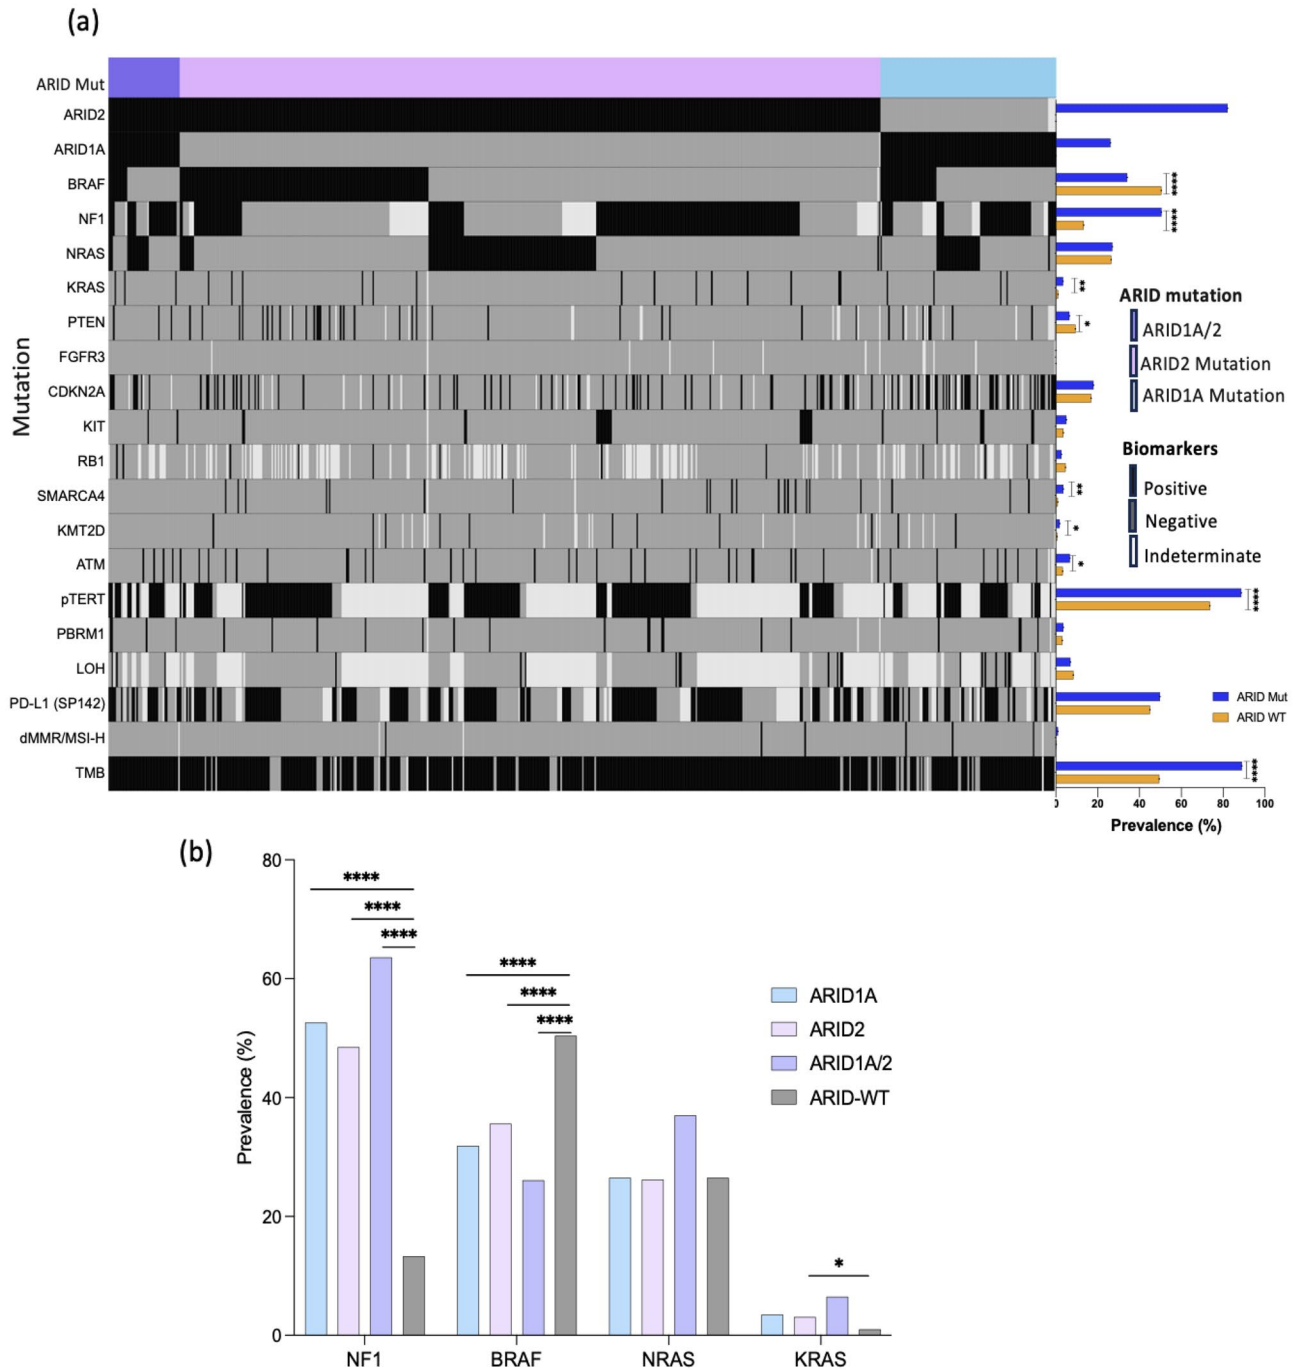 (a)
ARID Mut
ARID2
ARID1A
BRAF
****
NF1
****
NRAS
KRAS
**
PTEN
*
FGFR3
CDKN2A
KIT
RB1
SMARCA4
**
KMT2D
*
ATM
*
pTERT
****
PBRM1
LOH
PD-L1 (SP142)
dMMR/MSI-H
TMB
****
Mutation
ARID mutation
ARID1A/2
ARID2 Mutation
ARID1A Mutation
Biomarkers
Positive
Negative
Indeterminate
ARID Mut
ARID WT
0 20 40 60 80 100
Prevalence (%)
(b)
80
60
40
20
0
Prevalence (%)
****
****
****
****
****
****
*
ARID1A
ARID2
ARID1A/2
ARID-WT
NF1 BRAF NRAS KRAS